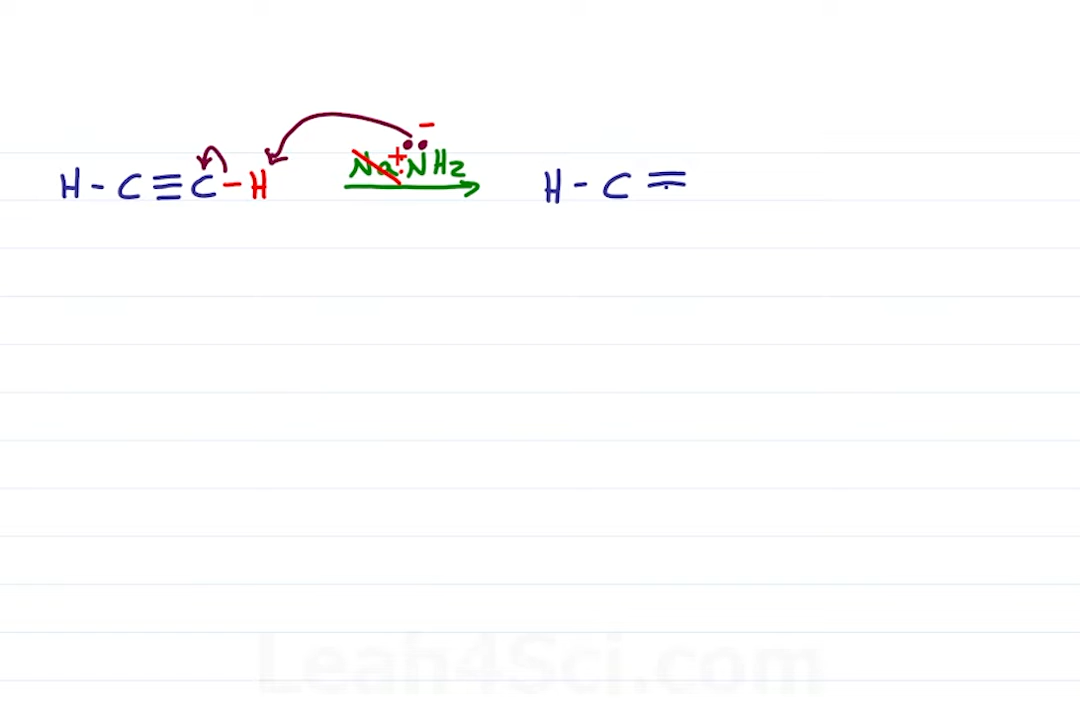 H - C ≡ C - H Na⁺ :NH2⁻ H - C =
Leah4Sci.com